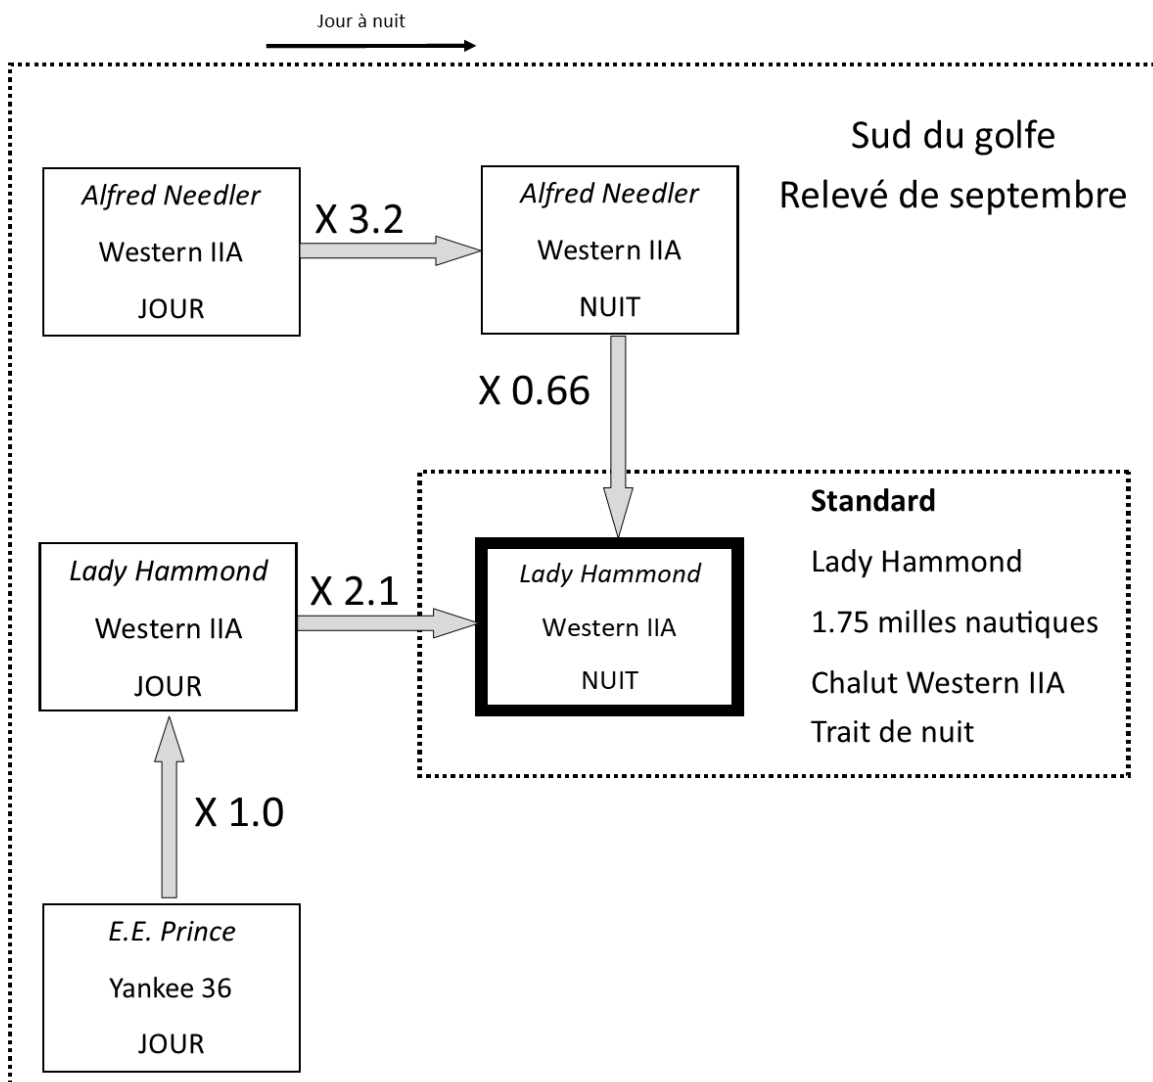 Jour à nuit
Sud du golfe
Relevé de septembre
Alfred Needler
Western IIA
JOUR
X 3.2
Alfred Needler
Western IIA
NUIT
X 0.66
Lady Hammond
Western IIA
JOUR
X 2.1
Lady Hammond
Western IIA
NUIT
Standard
Lady Hammond
1.75 milles nautiques
Chalut Western IIA
Trait de nuit
X 1.0
E.E. Prince
Yankee 36
JOUR